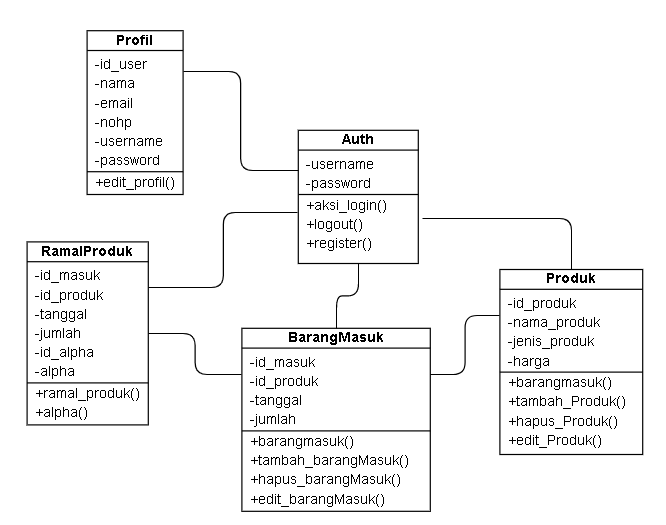 Profil
-id_user
-nama
-email
-nohp
-username
-password
+edit_profil()
Auth
-username
-password
+aksi_login()
+logout()
+register()
RamalProduk
-id_masuk
-id_produk
-tanggal
-jumlah
-id_alpha
-alpha
+ramal_produk()
+alpha()
BarangMasuk
-id_masuk
-id_produk
-tanggal
-jumlah
+barangmasuk()
+tambah_barangMasuk()
+hapus_barangMasuk()
+edit_barangMasuk()
Produk
-id_produk
-nama_produk
-jenis_produk
-harga
+barangmasuk()
+tambah_Produk()
+hapus_Produk()
+edit_Produk()